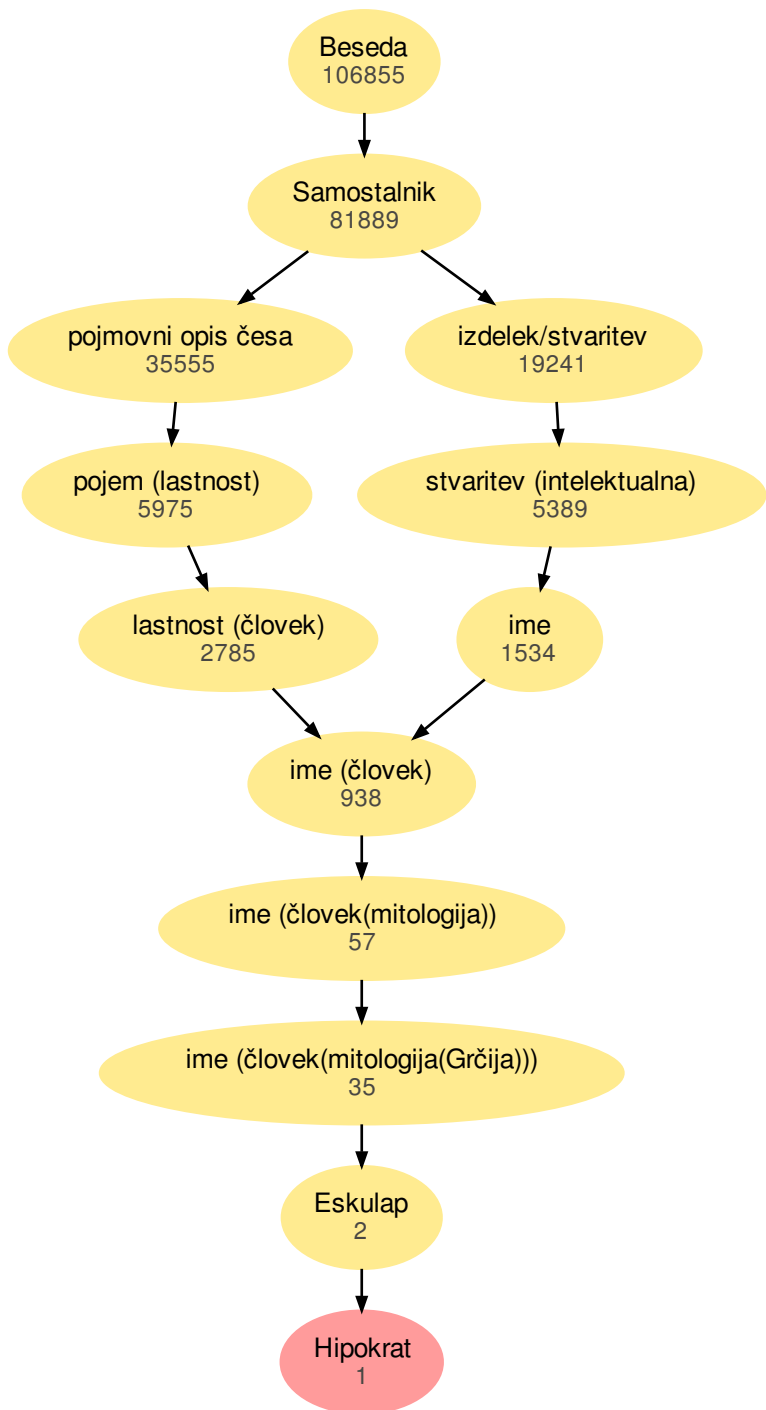 Beseda
106855
Samostalnik
81889
pojmovni opis česa
35555
izdelek/stvaritev
19241
pojem (lastnost)
5975
stvaritev (intelektualna)
5389
lastnost (človek)
2785
ime
1534
ime (človek)
938
ime (človek(mitologija))
57
ime (človek(mitologija(Grčija)))
35
Eskulap
2
Hipokrat
1